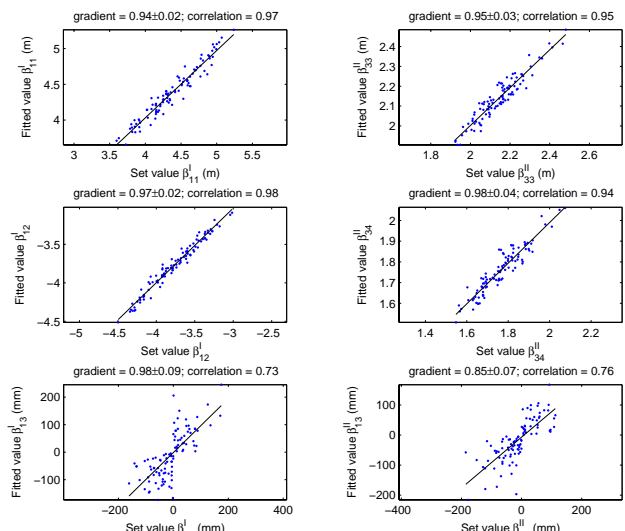 gradient = 0.94±0.02; correlation = 0.97
5
4.5
4
3 3.5 4 4.5 5 5.5
Fitted value β^I_11 (m)
Set value β^I_11 (m)
gradient = 0.95±0.03; correlation = 0.95
2.4
2.3
2.2
2.1
2
1.8 2 2.2 2.4 2.6
Fitted value β^II_33 (m)
Set value β^II_33 (m)
gradient = 0.97±0.02; correlation = 0.98
−3.5
−4
−4.5
−5 −4.5 −4 −3.5 −3 −2.5
Fitted value β^I_12
Set value β^I_12
gradient = 0.98±0.04; correlation = 0.94
2
1.9
1.8
1.7
1.6
1.4 1.6 1.8 2 2.2
Fitted value β^II_34
Set value β^II_34
gradient = 0.98±0.09; correlation = 0.73
200
100
0
−100
−200 0 200 400
Fitted value β^I_13 (mm)
Set value β^I (mm)
gradient = 0.85±0.07; correlation = 0.76
100
0
−100
−200
−400 −200 0 200
Fitted value β^II_13 (mm)
Set value β^II (mm)